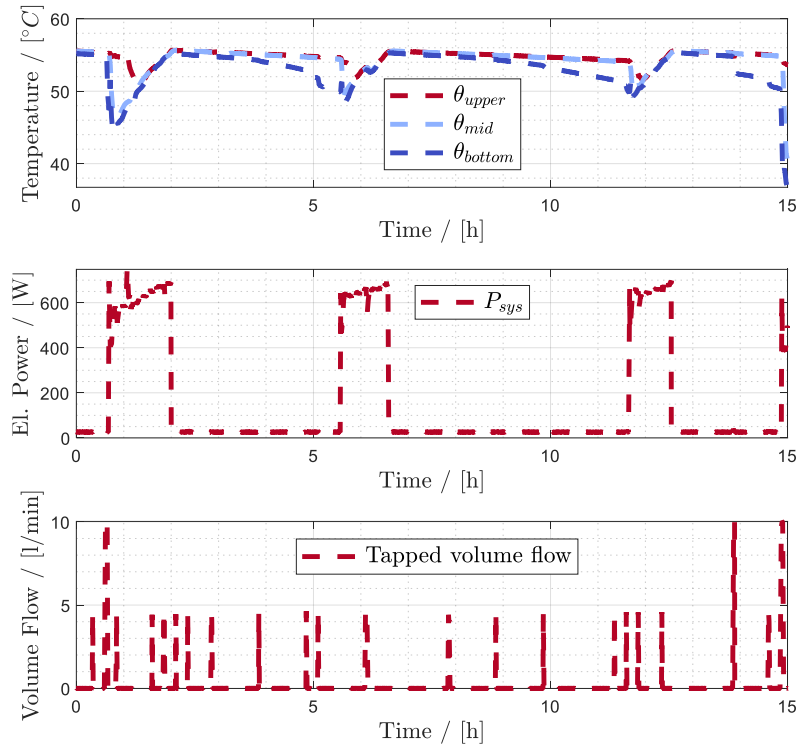 Temperature / [°C]
60
50
40
θupper
θmid
θbottom
0 5 10 15
Time / [h]
El. Power / [W]
600
400
200
0
Psys
0 5 10 15
Time / [h]
Volume Flow / [l/min]
10
5
0
Tapped volume flow
0 5 10 15
Time / [h]